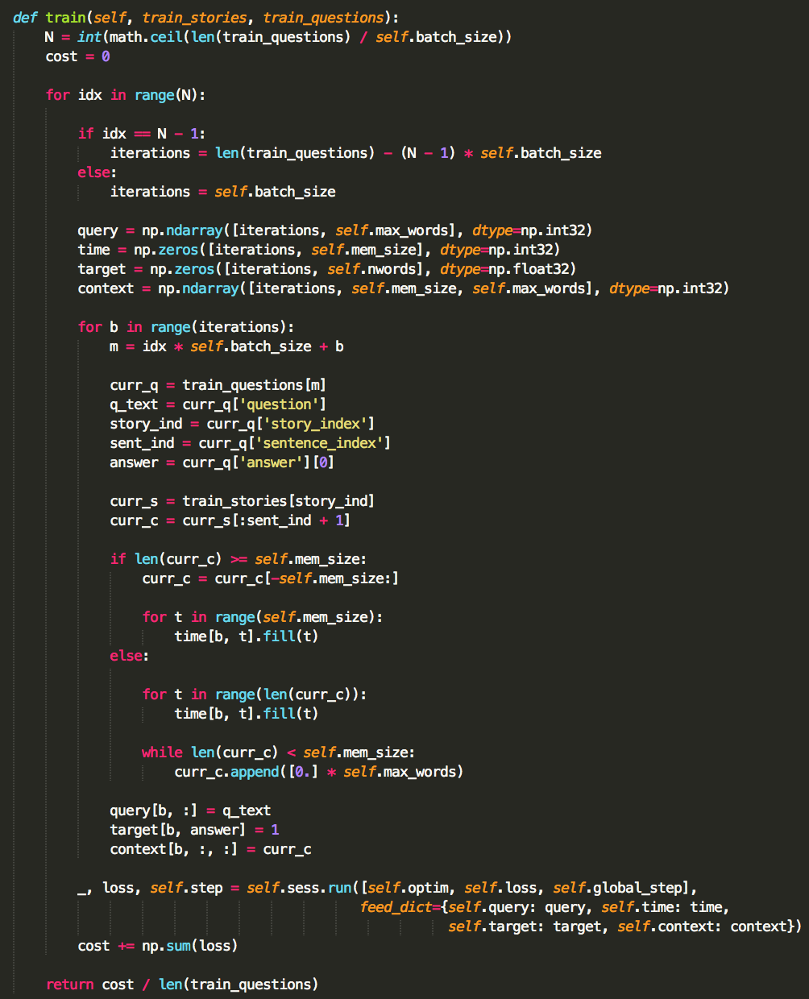 def train(self, train_stories, train_questions):
    N = int(math.ceil(len(train_questions) / self.batch_size))
    cost = 0

    for idx in range(N):

        if idx == N - 1:
            iterations = len(train_questions) - (N - 1) * self.batch_size
        else:
            iterations = self.batch_size

        query = np.ndarray([iterations, self.max_words], dtype=np.int32)
        time = np.zeros([iterations, self.mem_size], dtype=np.int32)
        target = np.zeros([iterations, self.nwords], dtype=np.float32)
        context = np.ndarray([iterations, self.mem_size, self.max_words], dtype=np.int32)

        for b in range(iterations):
            m = idx * self.batch_size + b

            curr_q = train_questions[m]
            q_text = curr_q['question']
            story_ind = curr_q['story_index']
            sent_ind = curr_q['sentence_index']
            answer = curr_q['answer'][0]

            curr_s = train_stories[story_ind]
            curr_c = curr_s[:sent_ind + 1]

            if len(curr_c) >= self.mem_size:
                curr_c = curr_c[-self.mem_size:]

                for t in range(self.mem_size):
                    time[b, t].fill(t)
            else:

                for t in range(len(curr_c)):
                    time[b, t].fill(t)

                while len(curr_c) < self.mem_size:
                    curr_c.append([0.] * self.max_words)

            query[b, :] = q_text
            target[b, answer] = 1
            context[b, :, :] = curr_c

        _, loss, self.step = self.sess.run([self.optim, self.loss, self.global_step],
                                           feed_dict={self.query: query, self.time: time,
                                                      self.target: target, self.context: context})
        cost += np.sum(loss)

    return cost / len(train_questions)